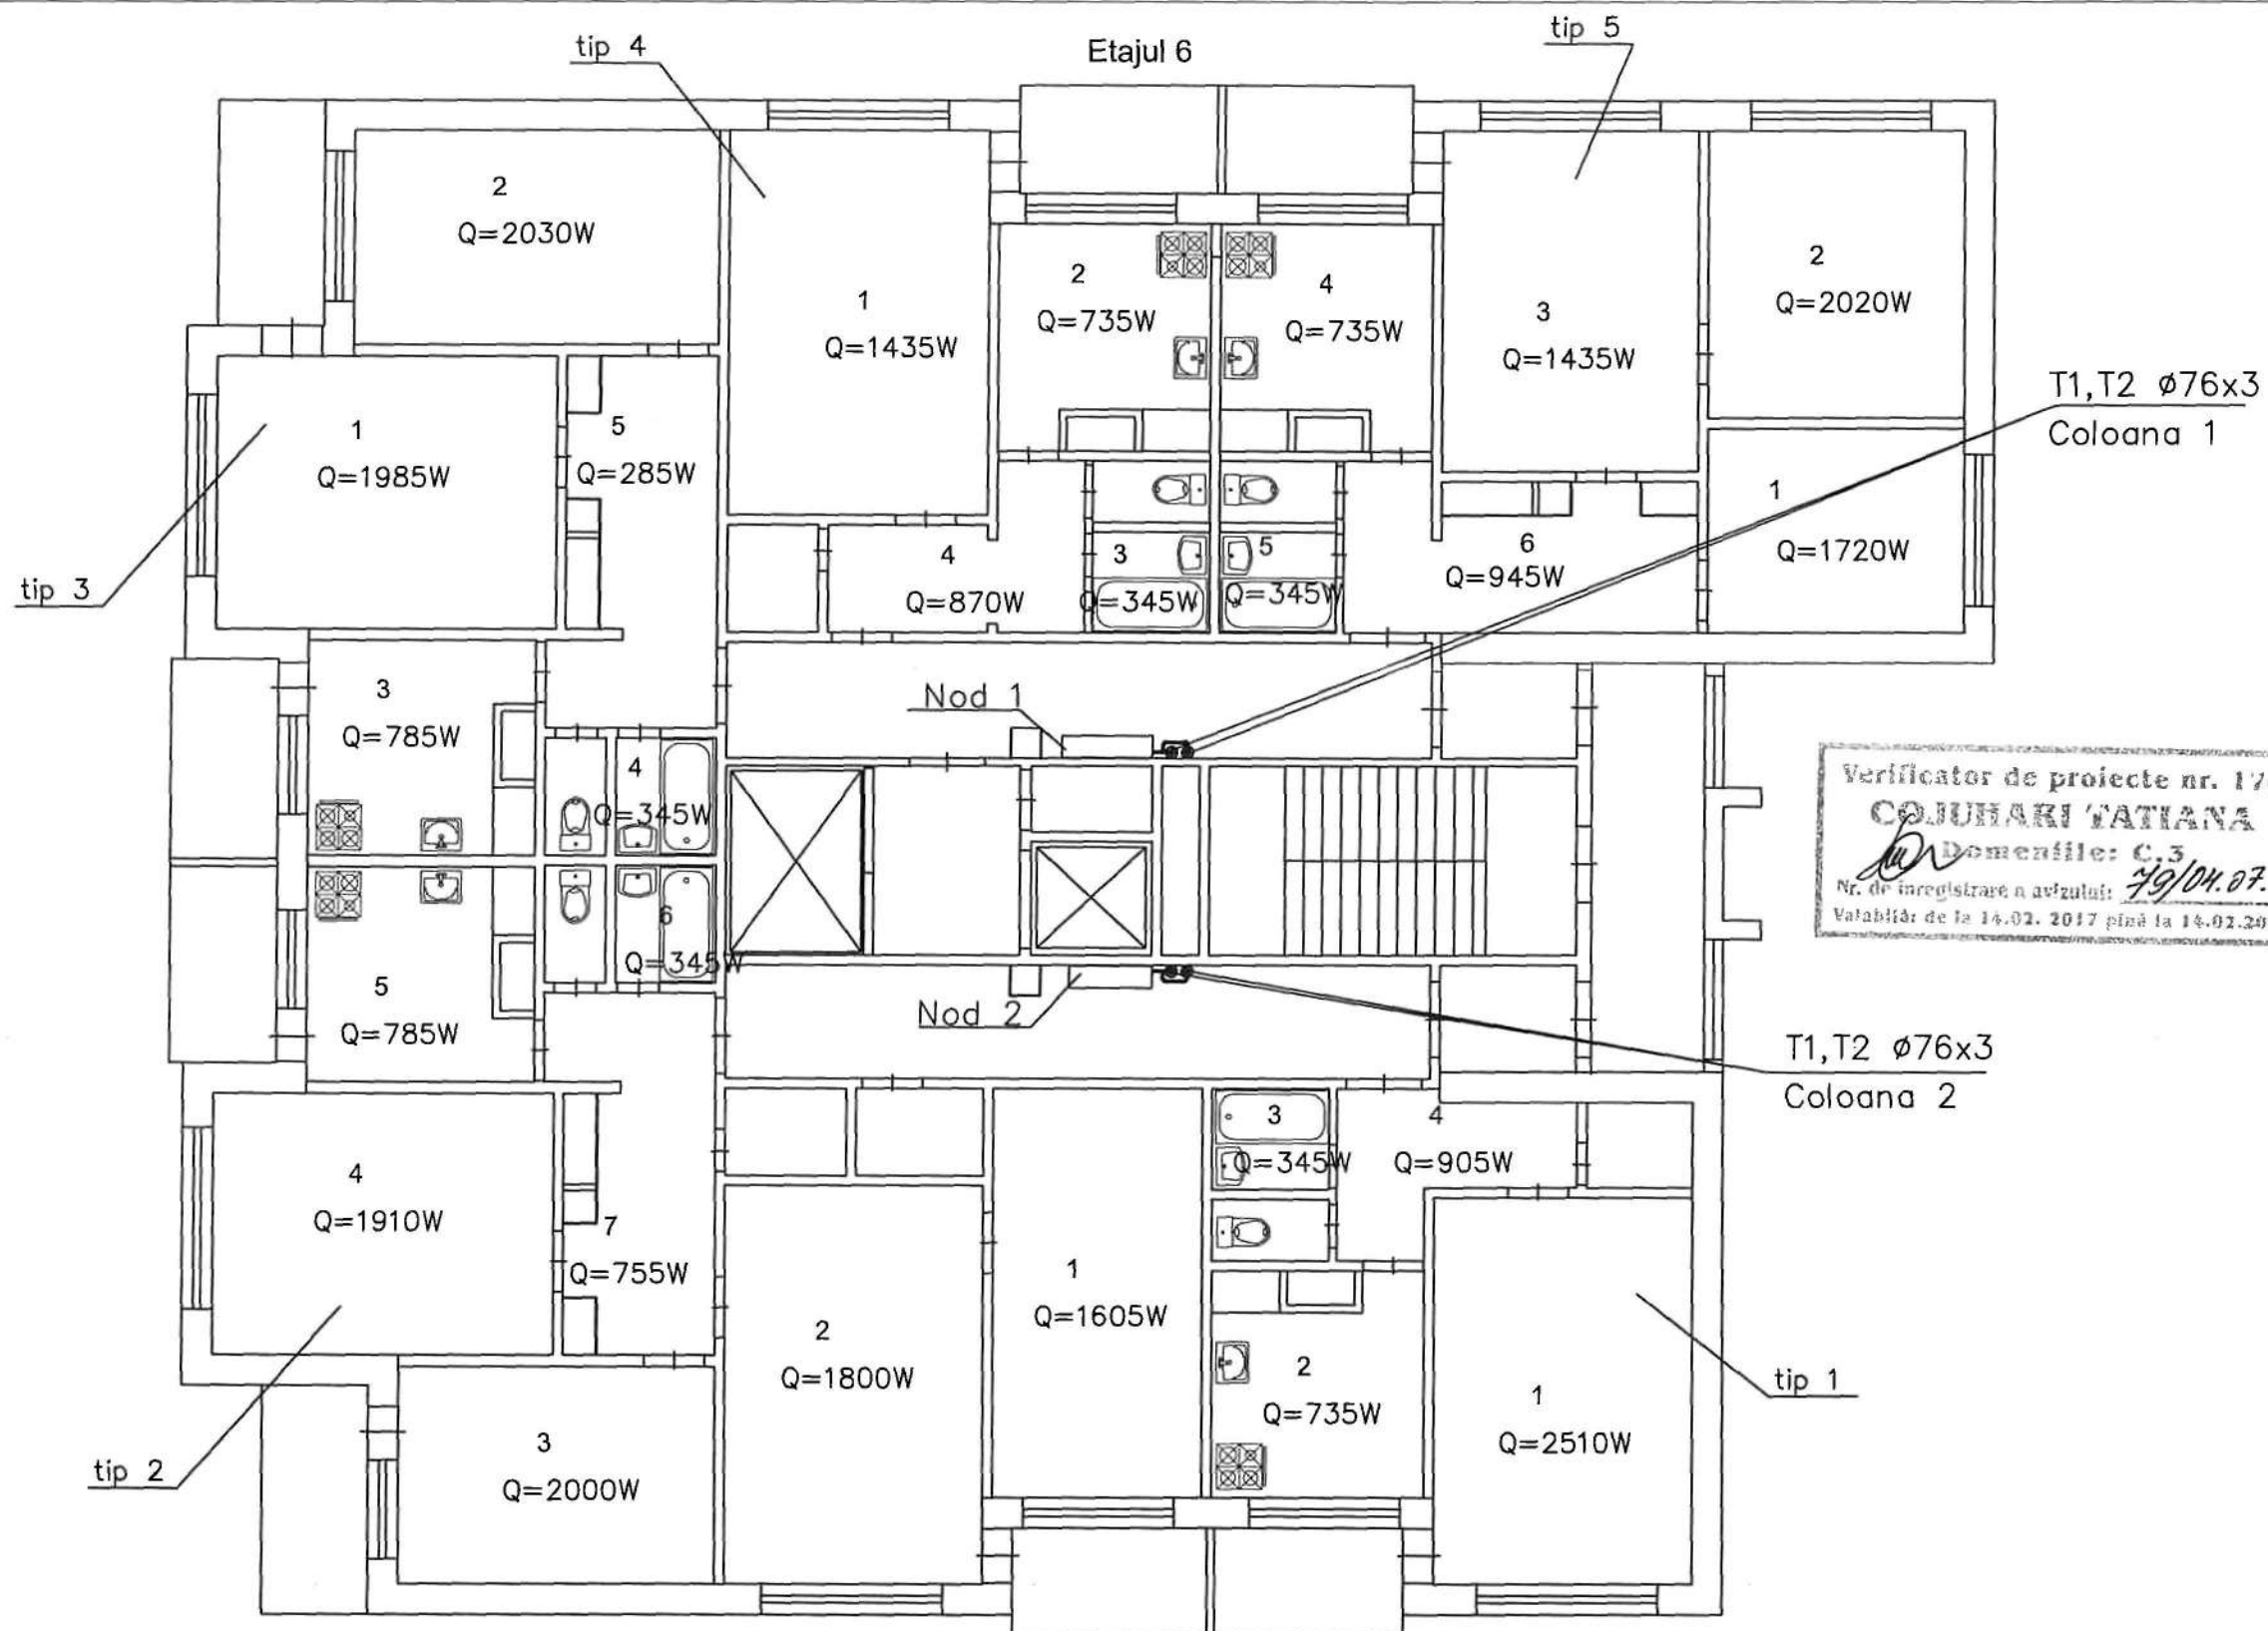 Etajul 6
tip 4
tip 5
2
Q=2030W
1
Q=1435W
2
Q=735W
4
Q=735W
3
Q=1435W
2
Q=2020W
T1,T2 ø76x3
Coloana 1
1
Q=1985W
5
Q=285W
tip 3
4
Q=870W
3
Q=345W
5
Q=345W
6
Q=945W
1
Q=1720W
3
Q=785W
4
Q=345W
Nod 1
Verificator de proiecte nr. 17
COJUHARI TATIANA
Domeniile: C.3
Nr. de inregistrare a avizului: 79/04.07.
Valabilă: de la 14.02. 2017 pînă la 14.02.20
5
Q=785W
6
Q=345W
Nod 2
T1,T2 ø76x3
Coloana 2
4
Q=1910W
7
Q=755W
3
Q=345W
4
Q=905W
2
Q=1800W
1
Q=1605W
2
Q=735W
1
Q=2510W
tip 1
3
Q=2000W
tip 2